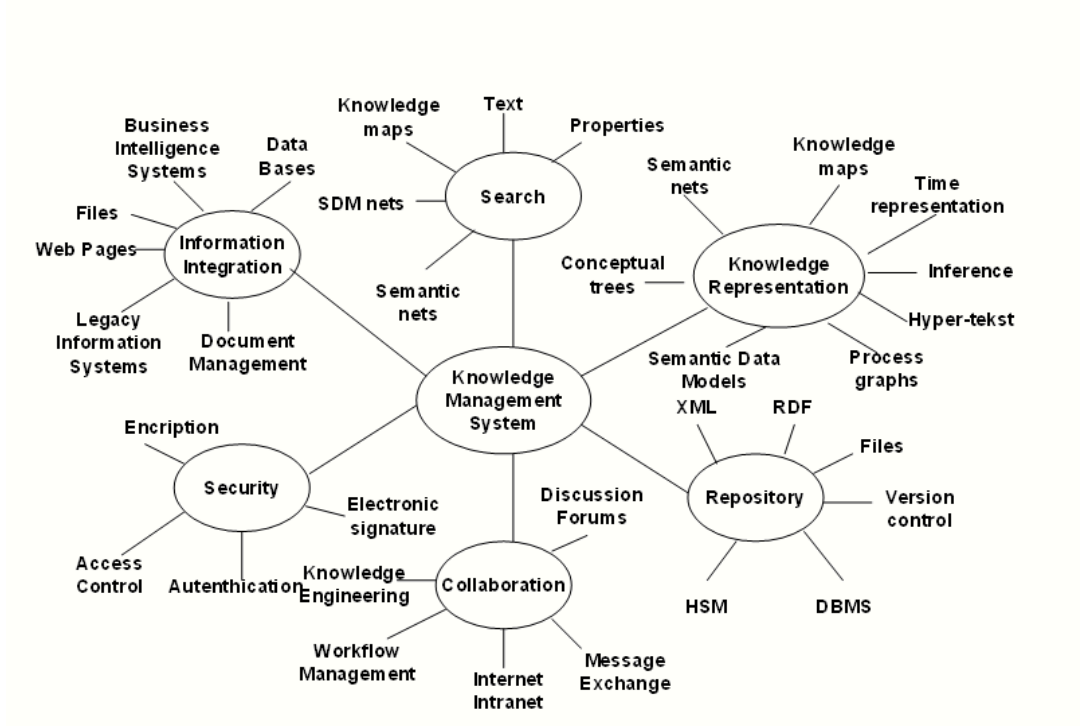 Knowledge
maps
Text
Properties
SDM nets
Search
Semantic
nets
Business
Intelligence
Systems
Data
Bases
Files
Web Pages
Information
Integration
Legacy
Information
Systems
Document
Management
Semantic
nets
Knowledge
maps
Time
representation
Conceptual
trees
Knowledge
Representation
Inference
Hyper-tekst
Semantic Data
Models
Process
graphs
Knowledge
Management
System
Encription
Security
Electronic
signature
Access
Control
Autenthication
Discussion
Forums
Knowledge
Engineering
Collaboration
Workflow
Management
Internet
Intranet
Message
Exchange
XML
RDF
Files
Repository
Version
control
HSM
DBMS